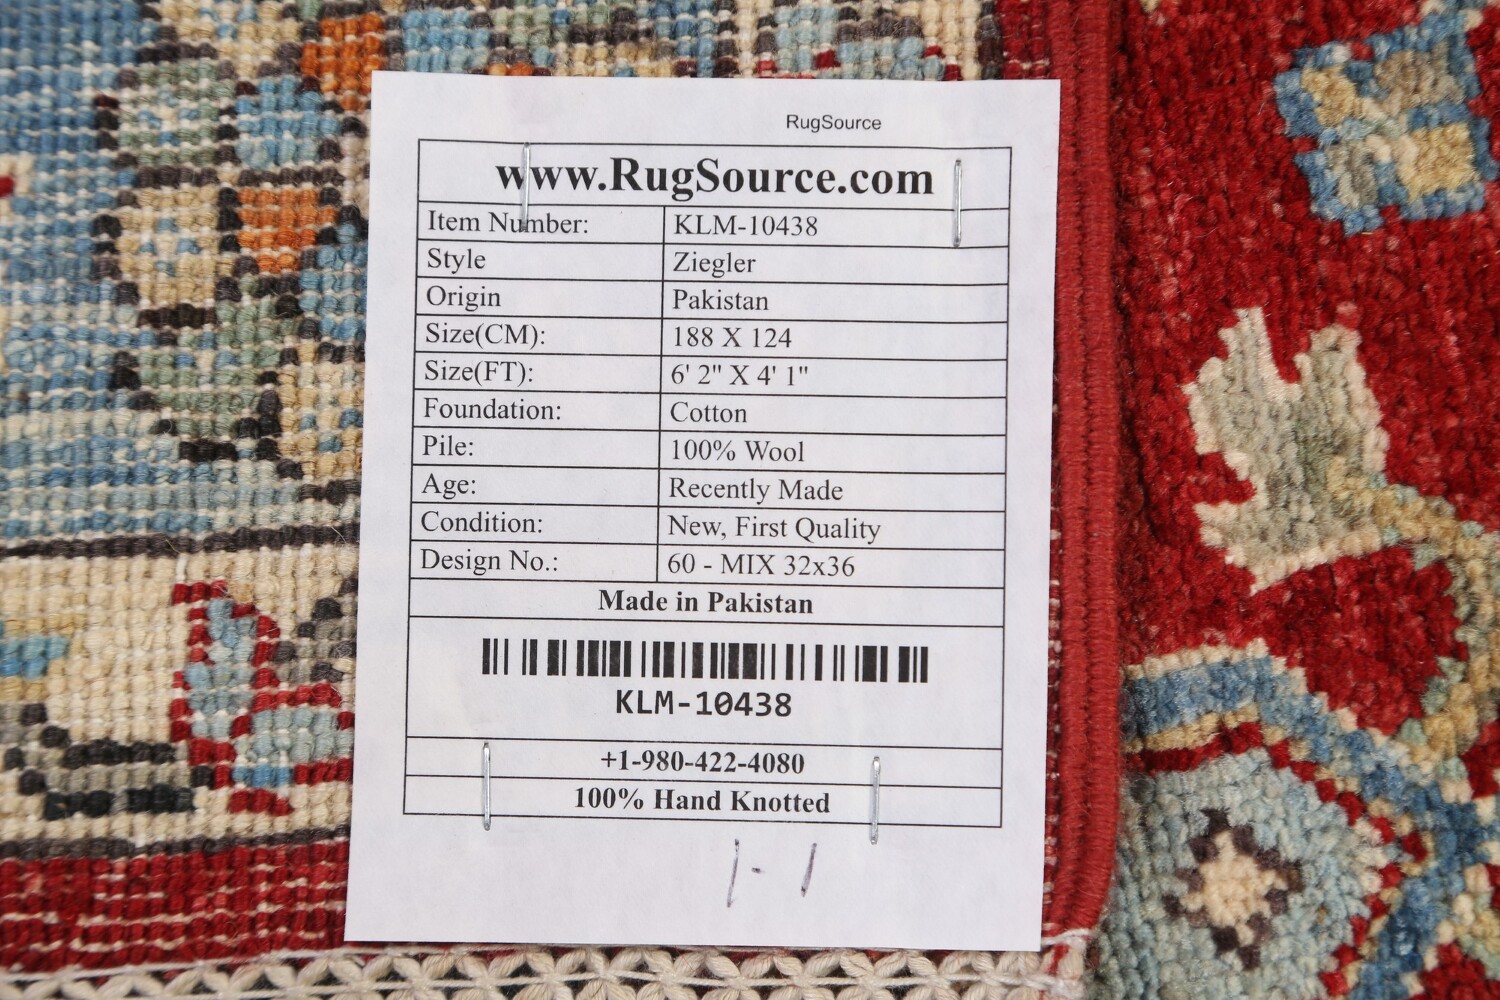 RugSource
www.RugSource.com
Item Number: KLM-10438
Style Ziegler
Origin Pakistan
Size(CM): 188 X 124
Size(FT): 6' 2" X 4' 1"
Foundation: Cotton
Pile: 100% Wool
Age: Recently Made
Condition: New, First Quality
Design No.: 60 - MIX 32x36
Made in Pakistan
KLM-10438
+1-980-422-4080
100% Hand Knotted
1-1